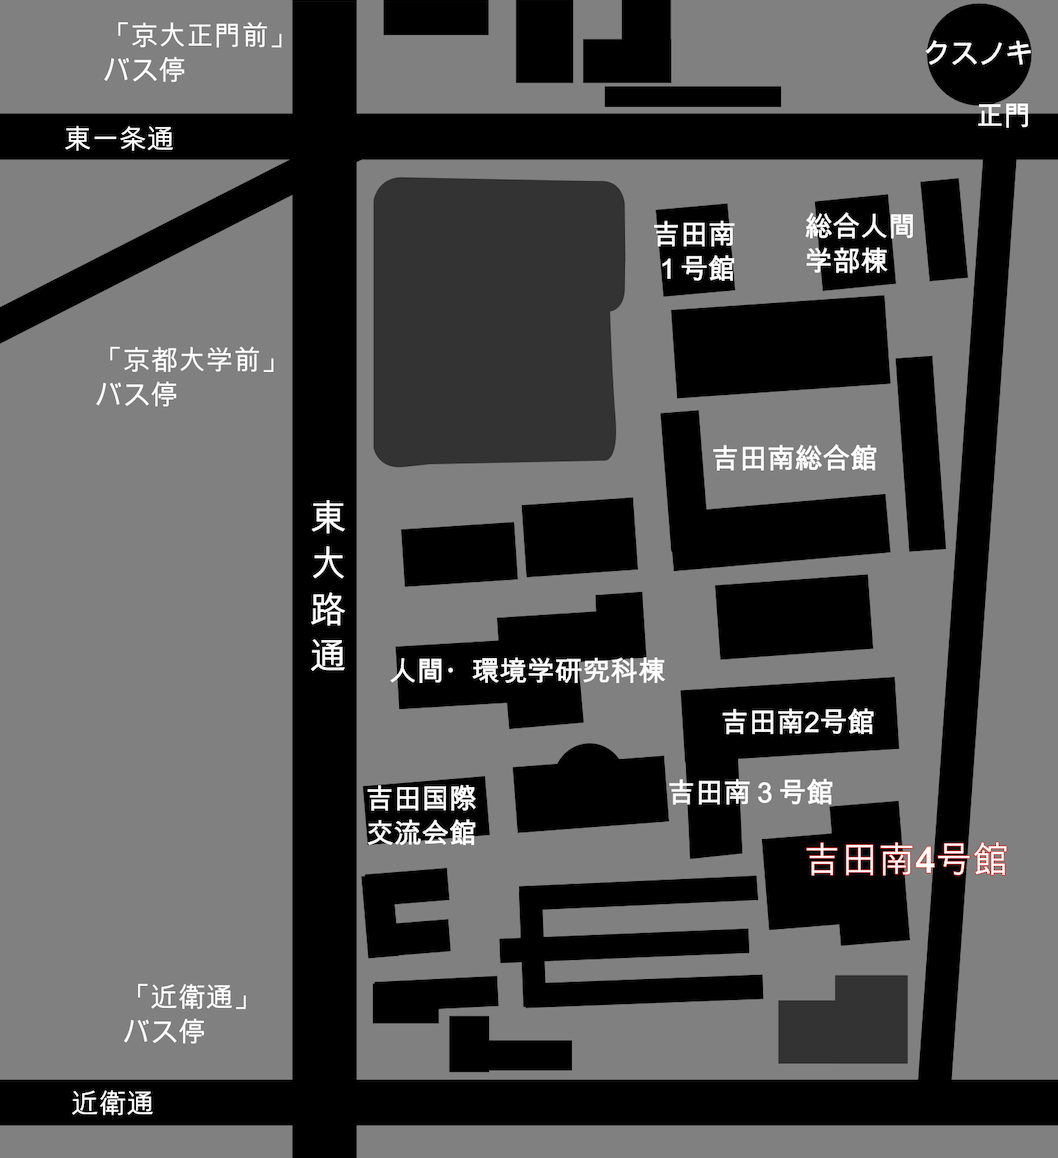 「京大正門前」
バス停
クスノキ
正門
東一条通
吉田南
１号館
総合人間
学部棟
「京都大学前」
バス停
吉田南総合館
東大路通
人間・環境学研究科棟
吉田南2号館
吉田南３号館
吉田国際
交流会館
吉田南4号館
「近衛通」
バス停
近衛通